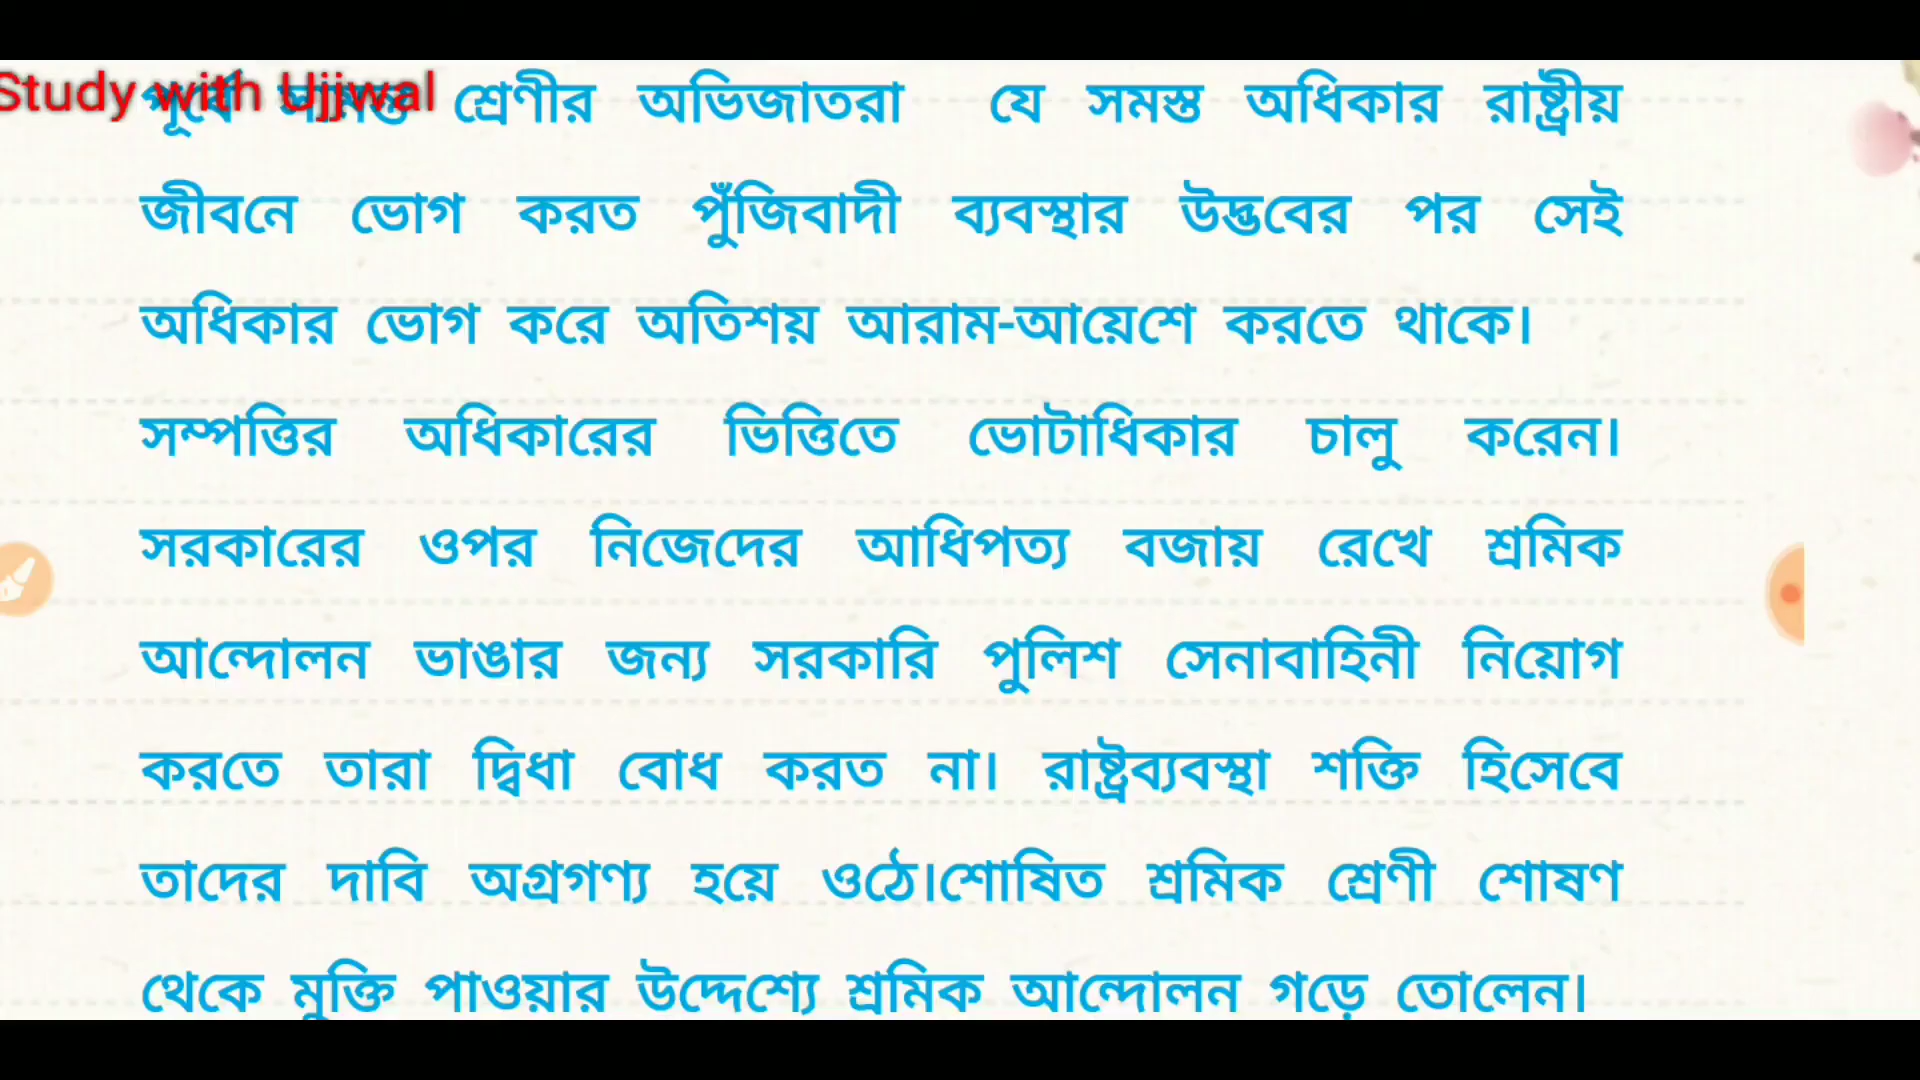 Study with Ujjwal
পূর্বে সামন্ত শ্রেণীর অভিজাতরা যে সমস্ত অধিকার রাষ্ট্রীয়
জীবনে ভোগ করত পুঁজিবাদী ব্যবস্থার উদ্ভবের পর সেই
অধিকার ভোগ করে অতিশয় আরাম-আয়েশে করতে থাকে।
সম্পত্তির অধিকারের ভিত্তিতে ভোটাধিকার চালু করেন।
সরকারের ওপর নিজেদের আধিপত্য বজায় রেখে শ্রমিক
আন্দোলন ভাঙার জন্য সরকারি পুলিশ সেনাবাহিনী নিয়োগ
করতে তারা দ্বিধা বোধ করত না। রাষ্ট্রব্যবস্থা শক্তি হিসেবে
তাদের দাবি অগ্রগণ্য হয়ে ওঠে।শোষিত শ্রমিক শ্রেণী শোষণ
থেকে মুক্তি পাওয়ার উদ্দেশ্যে শ্রমিক আন্দোলন গড়ে তোলেন।